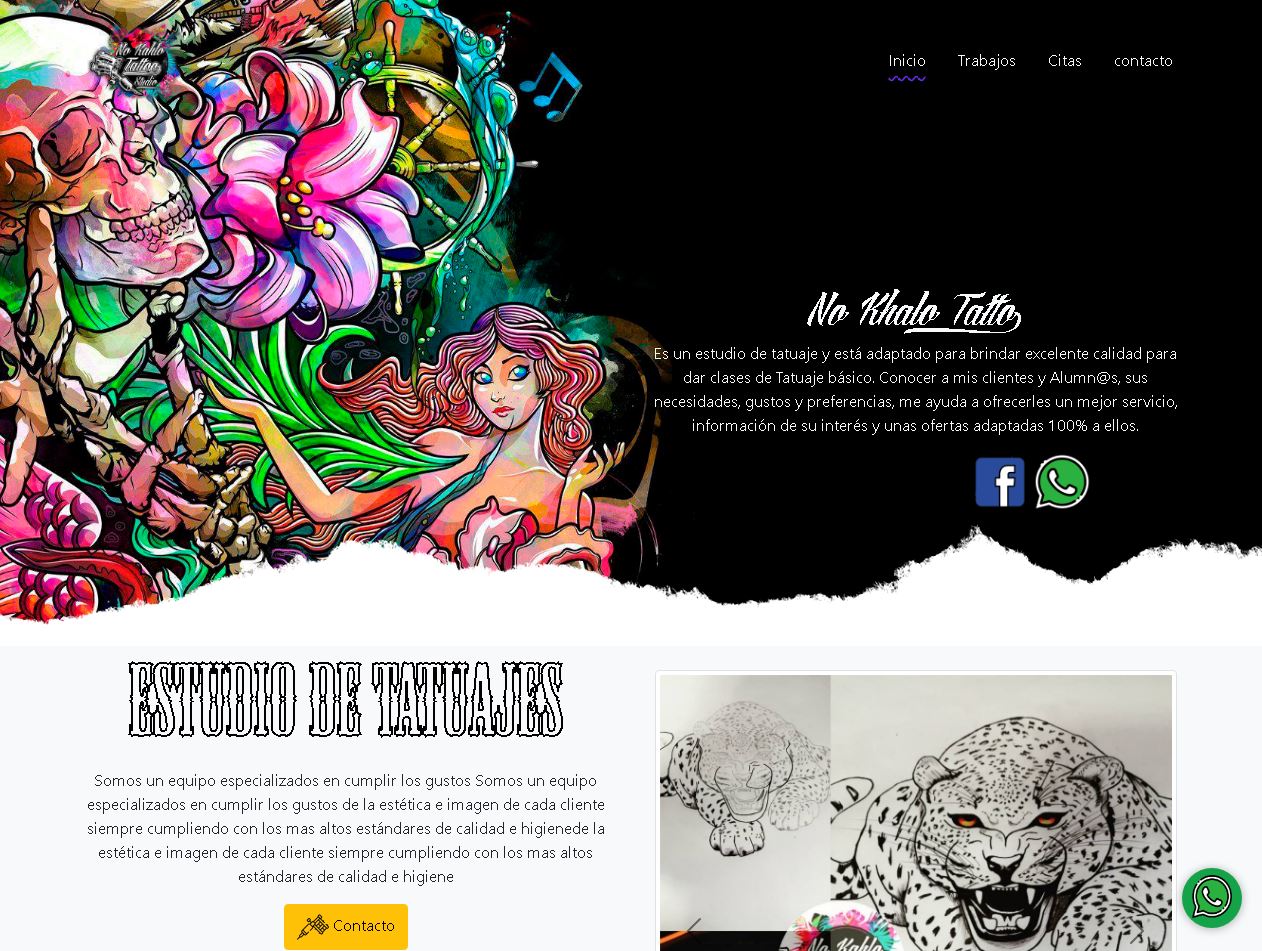 No Kahlo
Tattoo
Studio
Inicio
Trabajos
Citas
contacto
No Khalo Tatto
Es un estudio de tatuaje y está adaptado para brindar excelente calidad para
dar clases de Tatuaje básico. Conocer a mis clientes y Alumn@s, sus
necesidades, gustos y preferencias, me ayuda a ofrecerles un mejor servicio,
información de su interés y unas ofertas adaptadas 100% a ellos.
ESTUDIO DE TATUAJES
Somos un equipo especializados en cumplir los gustos Somos un equipo
especializados en cumplir los gustos de la estética e imagen de cada cliente
siempre cumpliendo con los mas altos estándares de calidad e higienede la
estética e imagen de cada cliente siempre cumpliendo con los mas altos
estándares de calidad e higiene
Contacto
No Kahlo